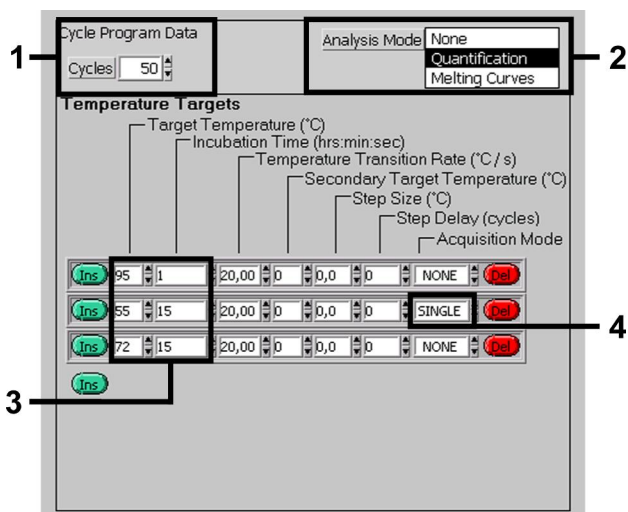 Cycle Program Data
Cycles 50
Analysis Mode None
Quantification
Melting Curves
1
2
Temperature Targets
Target Temperature (°C)
Incubation Time (hrs:min:sec)
Temperature Transition Rate (°C / s)
Secondary Target Temperature (°C)
Step Size (°C)
Step Delay (cycles)
Acquisition Mode
Ins 95 1 20,00 0 0,0 0 NONE Del
Ins 55 15 20,00 0 0,0 0 SINGLE Del
Ins 72 15 20,00 0 0,0 0 NONE Del
4
Ins
3